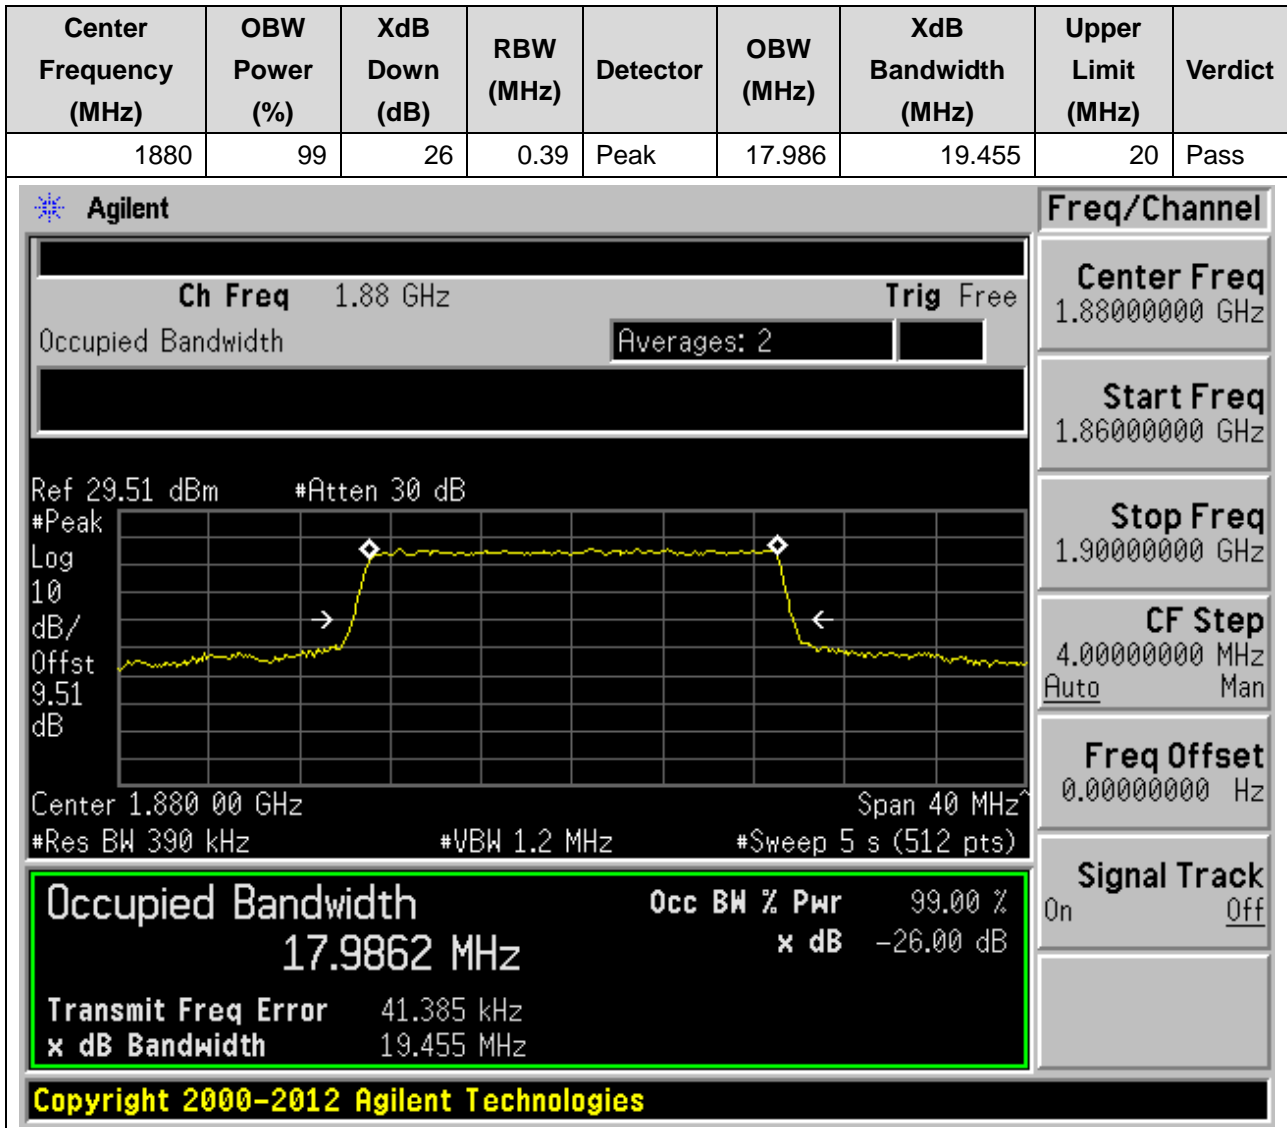 Center Frequency (MHz) OBW Power (%) XdB Down (dB) RBW (MHz) Detector OBW (MHz) XdB Bandwidth (MHz) Upper Limit (MHz) Verdict
1880 99 26 0.39 Peak 17.986 19.455 20 Pass
Agilent
Freq/Channel
Ch Freq 1.88 GHz Trig Free
Occupied Bandwidth Averages: 2
Ref 29.51 dBm #Atten 30 dB
#Peak
Log
10
dB/
Offst
9.51
dB
Center 1.880 00 GHz Span 40 MHz^
#Res BW 390 kHz #VBW 1.2 MHz #Sweep 5 s (512 pts)
Occupied Bandwidth Occ BW % Pwr 99.00 %
17.9862 MHz x dB -26.00 dB
Transmit Freq Error 41.385 kHz
x dB Bandwidth 19.455 MHz
Center Freq
1.88000000 GHz
Start Freq
1.86000000 GHz
Stop Freq
1.90000000 GHz
CF Step
4.00000000 MHz
Auto Man
Freq Offset
0.00000000 Hz
Signal Track
On Off
Copyright 2000-2012 Agilent Technologies